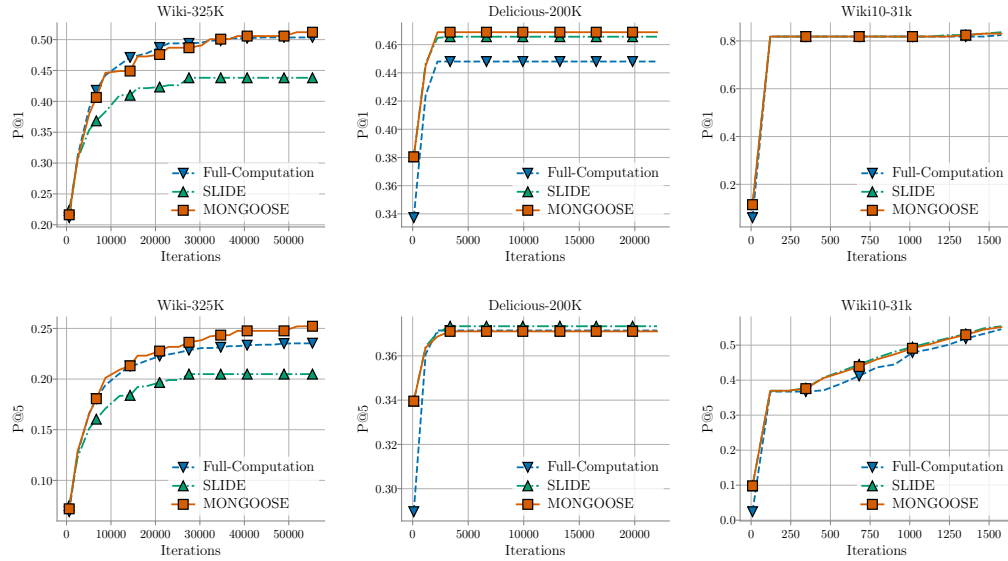 Wiki-325K
0.50
0.45
0.40
0.35
0.30
0.25
0.20
P@1
Full-Computation
SLIDE
MONGOOSE
0 10000 20000 30000 40000 50000
Iterations
Delicious-200K
0.46
0.44
0.42
0.40
0.38
0.36
0.34
P@1
Full-Computation
SLIDE
MONGOOSE
0 5000 10000 15000 20000
Iterations
Wiki10-31k
0.8
0.6
0.4
0.2
P@1
Full-Computation
SLIDE
MONGOOSE
0 250 500 750 1000 1250 1500
Iterations
Wiki-325K
0.25
0.20
0.15
0.10
P@5
Full-Computation
SLIDE
MONGOOSE
0 10000 20000 30000 40000 50000
Iterations
Delicious-200K
0.36
0.34
0.32
0.30
P@5
Full-Computation
SLIDE
MONGOOSE
0 5000 10000 15000 20000
Iterations
Wiki10-31k
0.5
0.4
0.3
0.2
0.1
0.0
P@5
Full-Computation
SLIDE
MONGOOSE
0 250 500 750 1000 1250 1500
Iterations